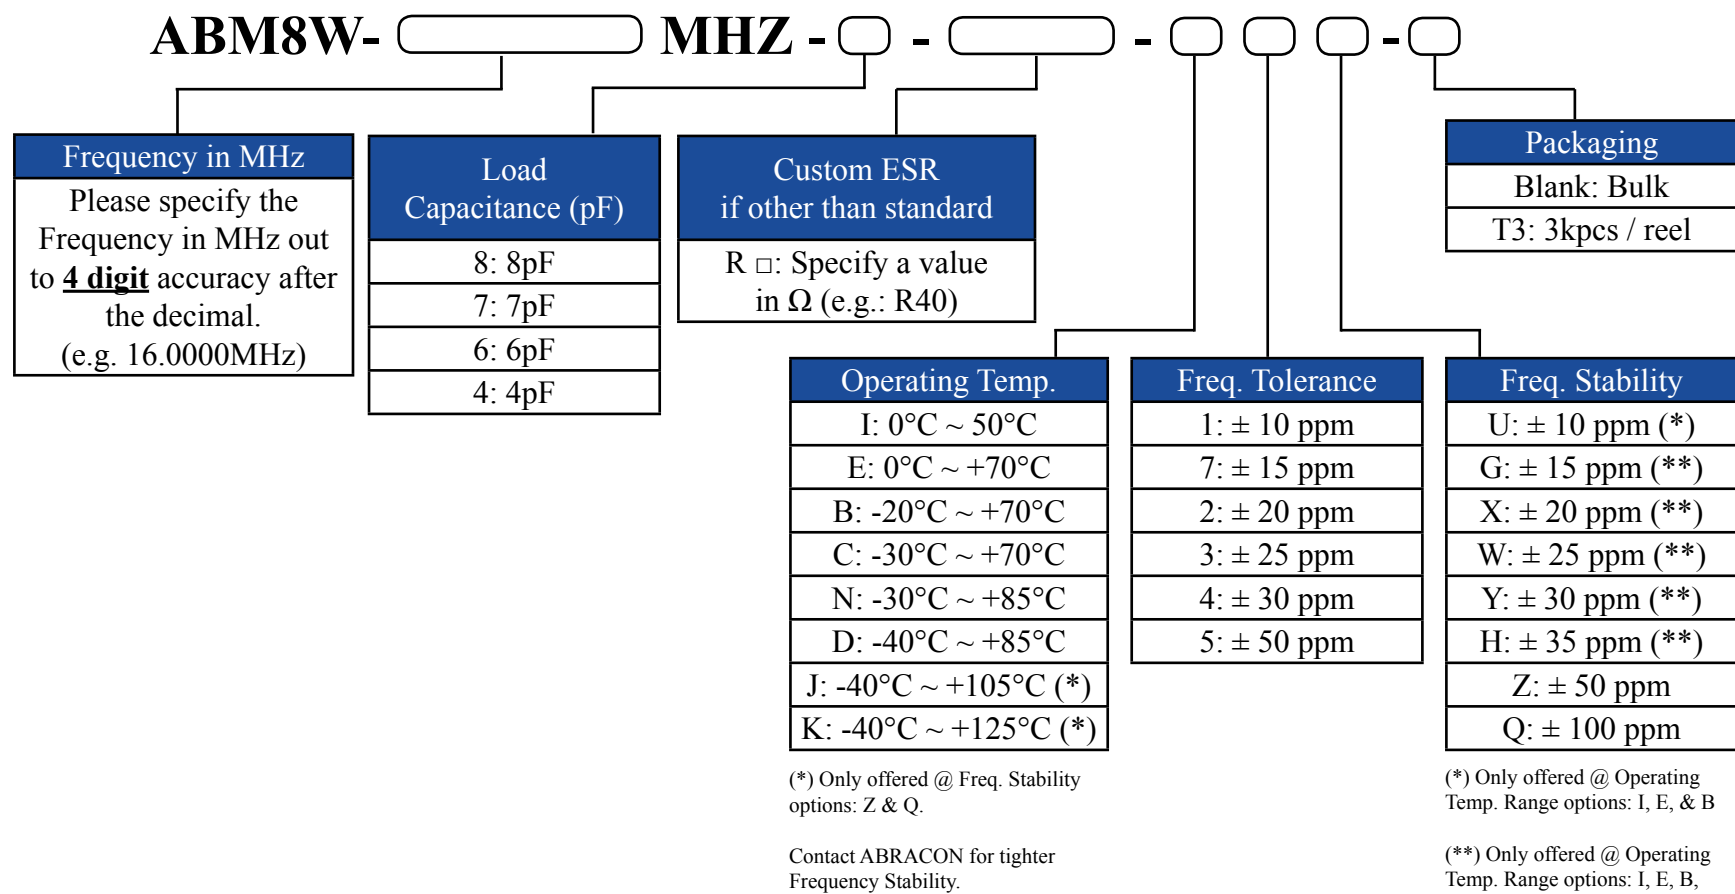 ABM8W- MHZ - - - -
Frequency in MHz
Please specify the
Frequency in MHz out
to 4 digit accuracy after
the decimal.
(e.g. 16.0000MHz)
Load
Capacitance (pF)
8: 8pF
7: 7pF
6: 6pF
4: 4pF
Custom ESR
if other than standard
R □: Specify a value
in Ω (e.g.: R40)
Packaging
Blank: Bulk
T3: 3kpcs / reel
Operating Temp.
I: 0°C ~ 50°C
E: 0°C ~ +70°C
B: -20°C ~ +70°C
C: -30°C ~ +70°C
N: -30°C ~ +85°C
D: -40°C ~ +85°C
J: -40°C ~ +105°C (*)
K: -40°C ~ +125°C (*)
(*) Only offered @ Freq. Stability
options: Z & Q.
Contact ABRACON for tighter
Frequency Stability.
Freq. Tolerance
1: ± 10 ppm
7: ± 15 ppm
2: ± 20 ppm
3: ± 25 ppm
4: ± 30 ppm
5: ± 50 ppm
Freq. Stability
U: ± 10 ppm (*)
G: ± 15 ppm (**)
X: ± 20 ppm (**)
W: ± 25 ppm (**)
Y: ± 30 ppm (**)
H: ± 35 ppm (**)
Z: ± 50 ppm
Q: ± 100 ppm
(*) Only offered @ Operating
Temp. Range options: I, E, & B
(**) Only offered @ Operating
Temp. Range options: I, E, B,